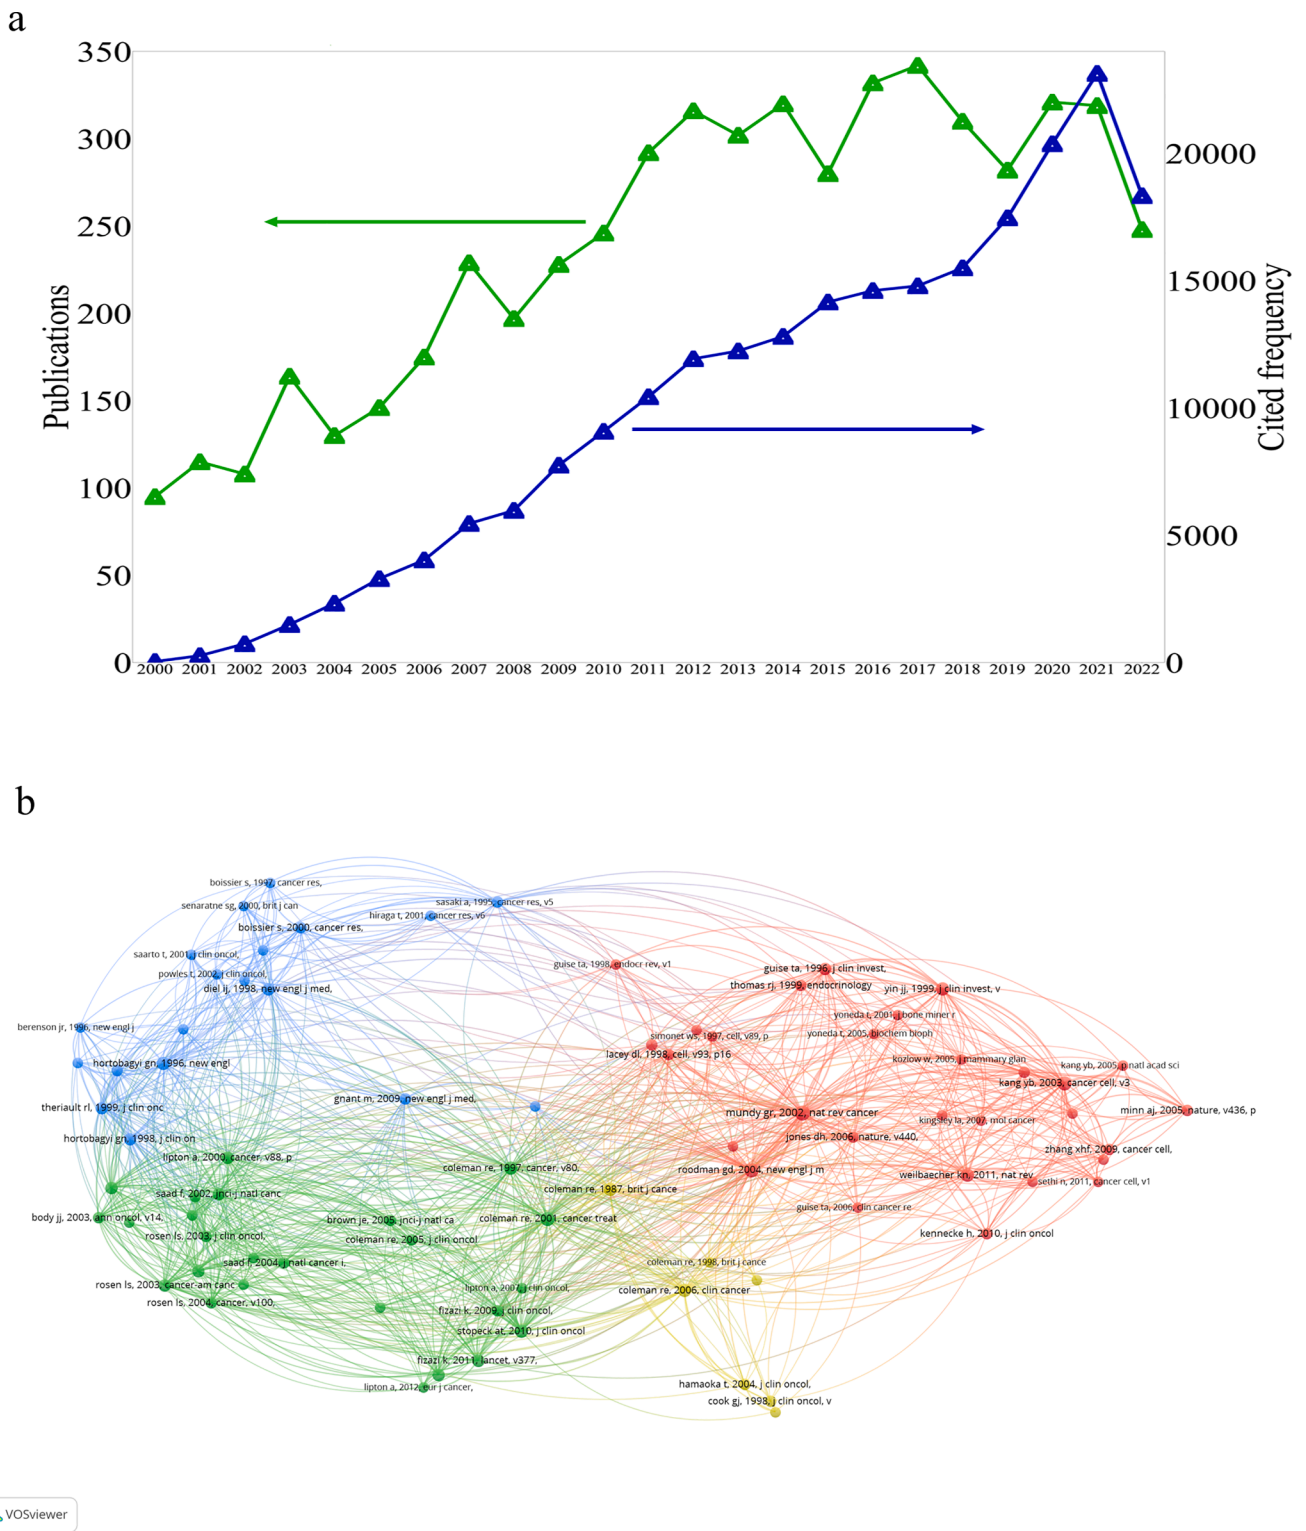 a
350
300
250
200
150
100
50
0
Publications
20000
15000
10000
5000
0
Cited frequency
2000 2001 2002 2003 2004 2005 2006 2007 2008 2009 2010 2011 2012 2013 2014 2015 2016 2017 2018 2019 2020 2021 2022
b
boissier s, 1997, cancer res,
senaratne sg, 2000, brit j can
sasaki a, 1995, cancer res, v5
hiraga t, 2001, cancer res, v6
boissier s, 2000, cancer res,
saarto t, 2001, j clin oncol,
guise ta, 1998, endocr rev, v1
guise ta, 1996, j clin invest,
powles t, 2002, j clin oncol,
thomas rj, 1999, endocrinology
diel ij, 1998, new engl j med,
yin jj, 1999, j clin invest, v
yoneda t, 2001, j bone miner r
berenson jr, 1996, new engl j
simonet ws, 1997, cell, v89, p
yoneda t, 2005, biochem bioph
lacey dl, 1998, cell, v93, p16
kozlow w, 2005, j mammary glan
hortobagyi gn, 1996, new engl
kang yb, 2005, p natl acad sci
kang yb, 2003, cancer cell, v3
gnant m, 2009, new engl j med,
theriault rl, 1999, j clin onc
mundy gr, 2002, nat rev cancer
minn aj, 2005, nature, v436, p
kingsley la, 2007, mol cancer
hortobagyi gn, 1998, j clin on
jones dh, 2006, nature, v440,
zhang xhf, 2009, cancer cell,
lipton a, 2000, cancer, v88, p
coleman re, 1997, cancer, v80,
roodman gd, 2004, new engl j m
weilbaecher kn, 2011, nat rev
sethi n, 2011, cancer cell, v1
saad f, 2002, jnci-j natl canc
coleman re, 1987, brit j cance
guise ta, 2006, clin cancer re
body jj, 2003, ann oncol, v14,
brown je, 2005, jnci-j natl ca
coleman re, 2001, cancer treat
rosen ls, 2003, j clin oncol,
coleman re, 2005, j clin oncol
kennecke h, 2010, j clin oncol
saad f, 2004, j natl cancer i,
coleman re, 1998, brit j cance
rosen ls, 2003, cancer-am canc
lipton a, 2007, j clin oncol,
coleman re, 2006, clin cancer
rosen ls, 2004, cancer, v100,
fizazi k, 2009, j clin oncol,
stopeck at, 2010, j clin oncol
fizazi k, 2011, lancet, v377,
lipton a, 2012, eur j cancer,
hamaoka t, 2004, j clin oncol,
cook gj, 1998, j clin oncol, v
VOSviewer